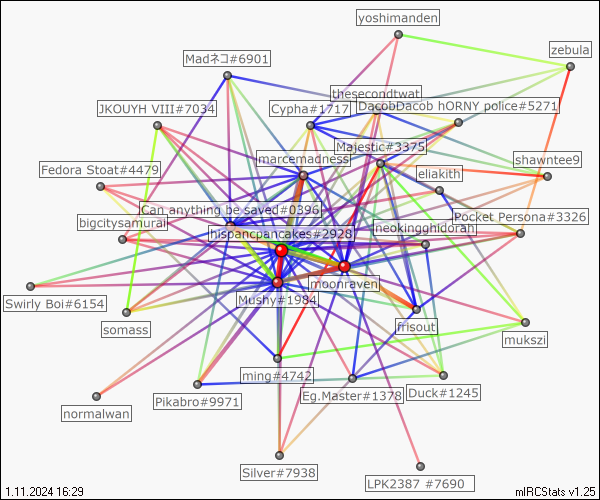 yoshimanden
zebula
Madネコ#6901
thesecondtwat
JKOUYH VIII#7034
Cypha#1717
DacobDacob hORNY police#5271
Majestic#3375
marcemadness
shawntee9
Fedora Stoat#4479
eliakith
Can anything be saved#0396
Pocket Persona#3326
bigcitysamurai
neokingghidorah
hispancpancakes#2928
moonraven
Swirly Boi#6154
Mushy#1984
somass
frisout
mukszi
ming#4742
Eg.Master#1378
Duck#1245
Pikabro#9971
normalwan
Silver#7938
LPK2387 #7690
1.11.2024 16:29
mIRCStats v1.25